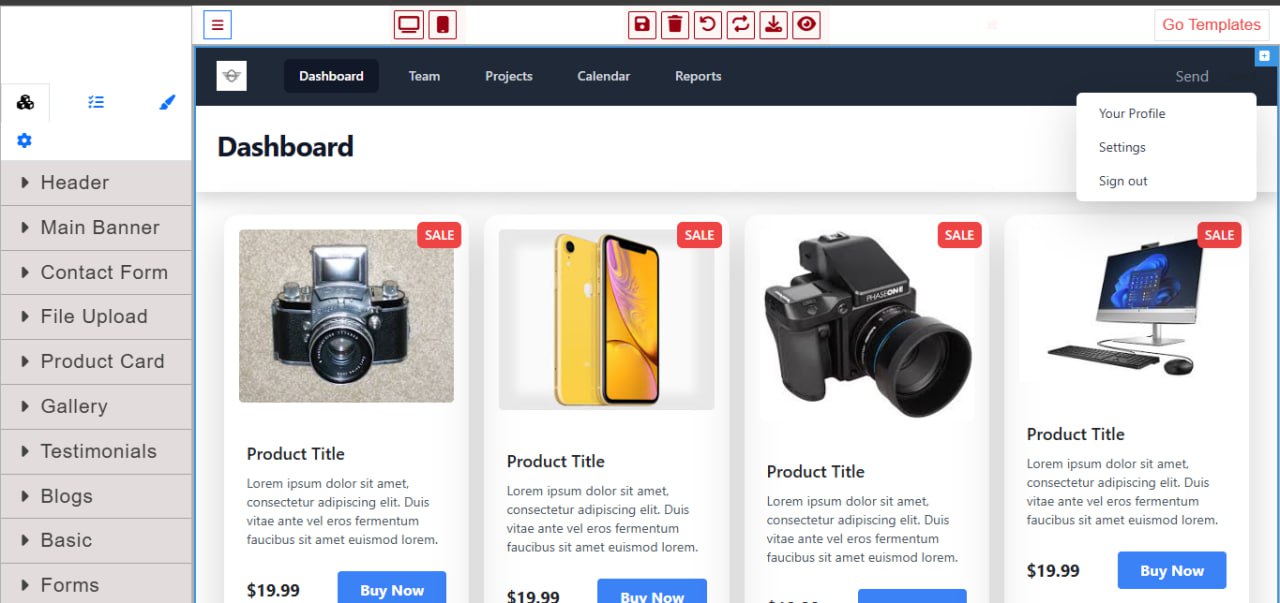 Go Templates
Dashboard
Team
Projects
Calendar
Reports
Send
Your Profile
Settings
Sign out
Dashboard
Header
Main Banner
Contact Form
File Upload
Product Card
Gallery
Testimonials
Blogs
Basic
Forms
SALE
Product Title
Lorem ipsum dolor sit amet,
consectetur adipiscing elit. Duis
vitae ante vel eros fermentum
faucibus sit amet euismod lorem.
$19.99
Buy Now
SALE
Product Title
Lorem ipsum dolor sit amet,
consectetur adipiscing elit. Duis
vitae ante vel eros fermentum
faucibus sit amet euismod lorem.
$19.99
Buy Now
SALE
PHASEONE
Product Title
Lorem ipsum dolor sit amet,
consectetur adipiscing elit. Duis
vitae ante vel eros fermentum
faucibus sit amet euismod lorem.
SALE
Product Title
Lorem ipsum dolor sit amet,
consectetur adipiscing elit. Duis
vitae ante vel eros fermentum
faucibus sit amet euismod lorem.
$19.99
Buy Now